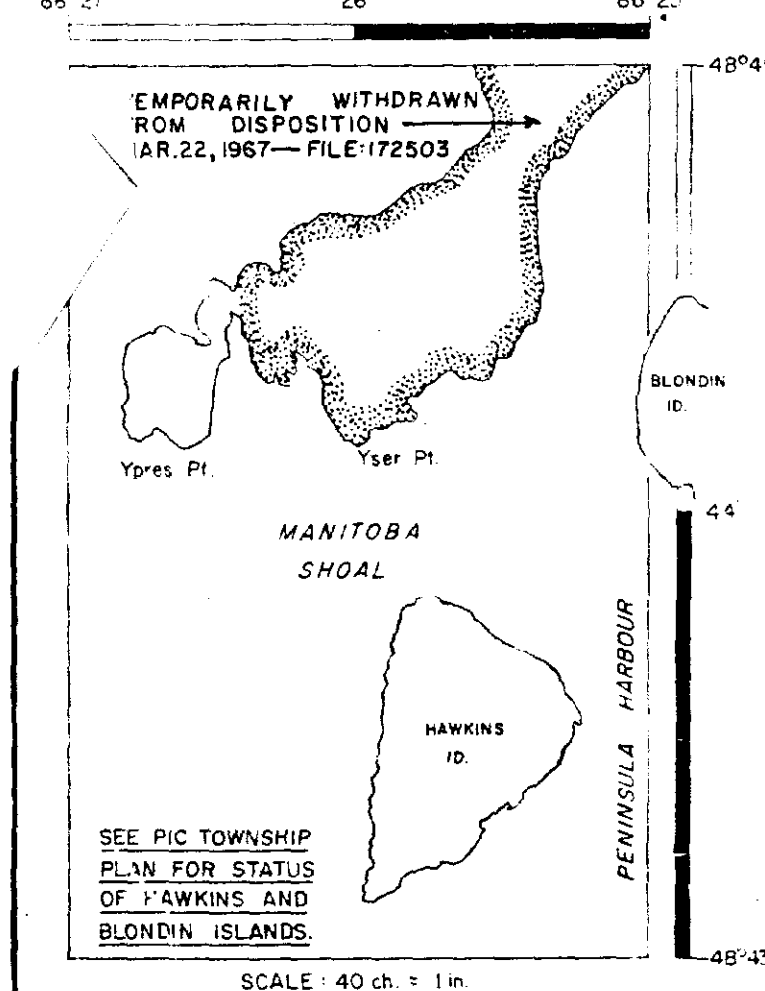 26
48°4
'EMPORARILY WITHDRAWN
ROM DISPOSITION
IAR.22, 1967—FILE:172503
BLONDIN
ID.
Ypres Pt.
Yser Pt.
44'
MANITOBA
SHOAL
PENINSULA HARBOUR
HAWKINS
ID.
SEE PIC TOWNSHIP
PLAN FOR STATUS
OF HAWKINS AND
BLONDIN ISLANDS.
48°43
SCALE : 40 ch. = 1 in.